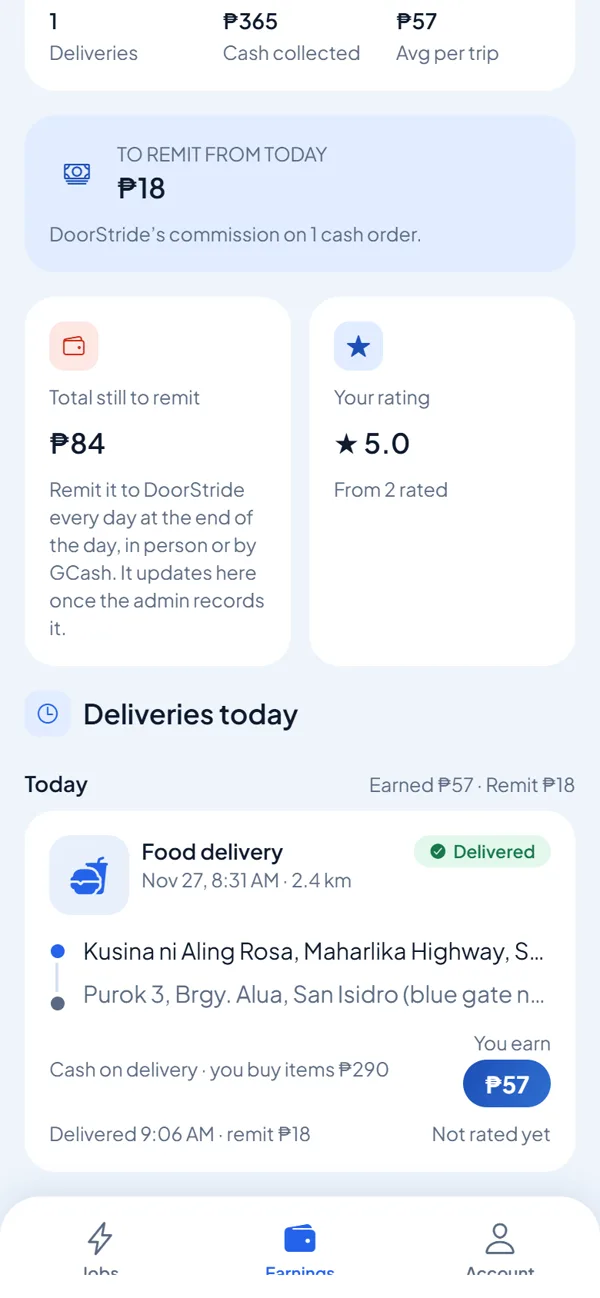 1 ₱365 ₱57
Deliveries Cash collected Avg per trip
TO REMIT FROM TODAY
₱18
DoorStride's commission on 1 cash order.
Total still to remit
₱84
Remit it to DoorStride
every day at the end of
the day, in person or by
GCash. It updates here
once the admin records
it.
Your rating
★ 5.0
From 2 rated
Deliveries today
Today Earned ₱57 · Remit ₱18
Food delivery Delivered
Nov 27, 8:31 AM · 2.4 km
Kusina ni Aling Rosa, Maharlika Highway, S...
Purok 3, Brgy. Alua, San Isidro (blue gate n...
You earn
Cash on delivery · you buy items ₱290 ₱57
Delivered 9:06 AM · remit ₱18 Not rated yet
Jobs Earnings Account